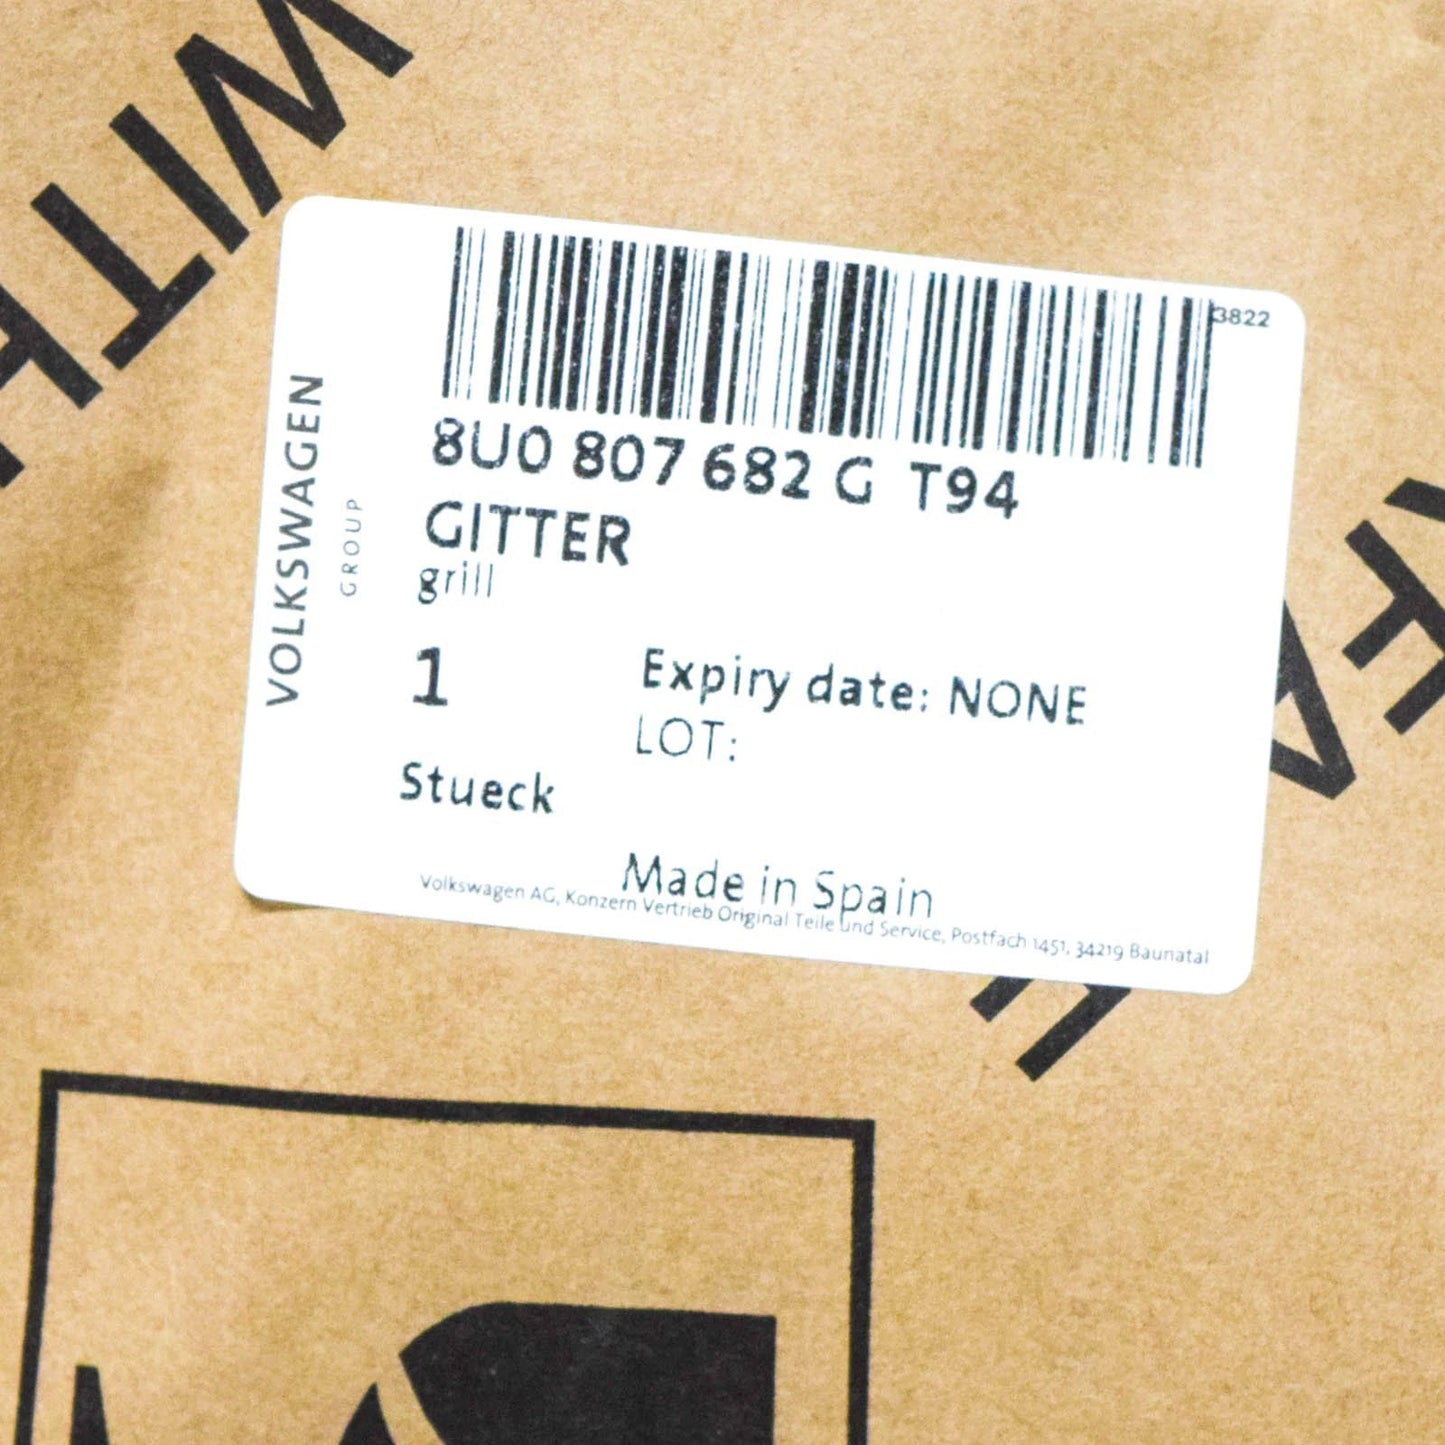 WITH
3822
VOLKSWAGEN
GROUP
8U0 807 682 G T94
GITTER
grill
1
Expiry date: NONE
LOT:
Stueck
Made in Spain
Volkswagen AG, Konzern Vertrieb Original Teile und Service, Postfach 1451, 34219 Baunatal